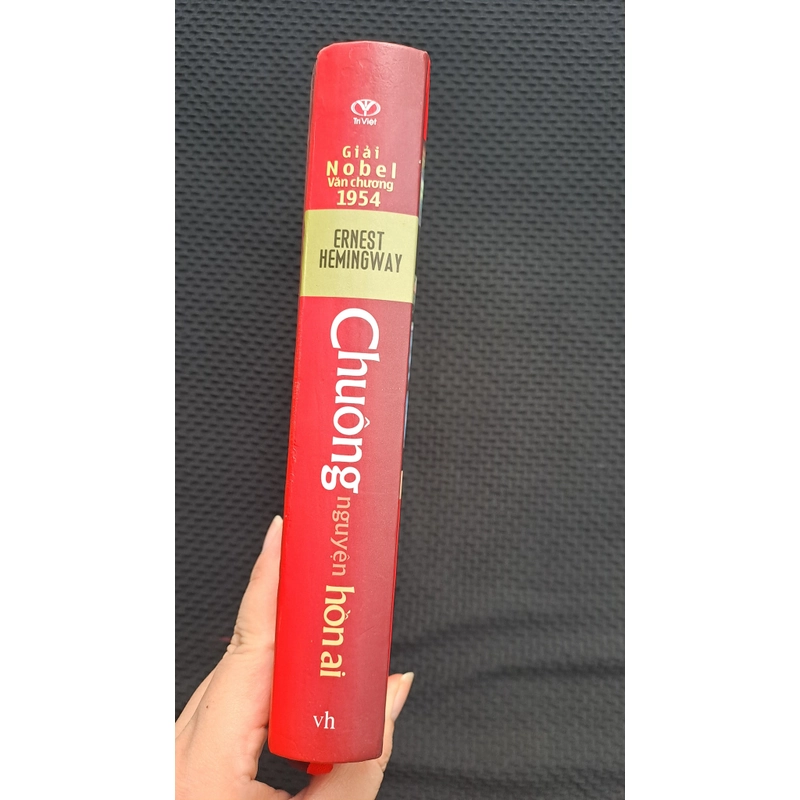 Trí Việt
Giải
Nobel
Văn chương
1954
ERNEST
HEMINGWAY
Chuông nguyện hồn ai
vh